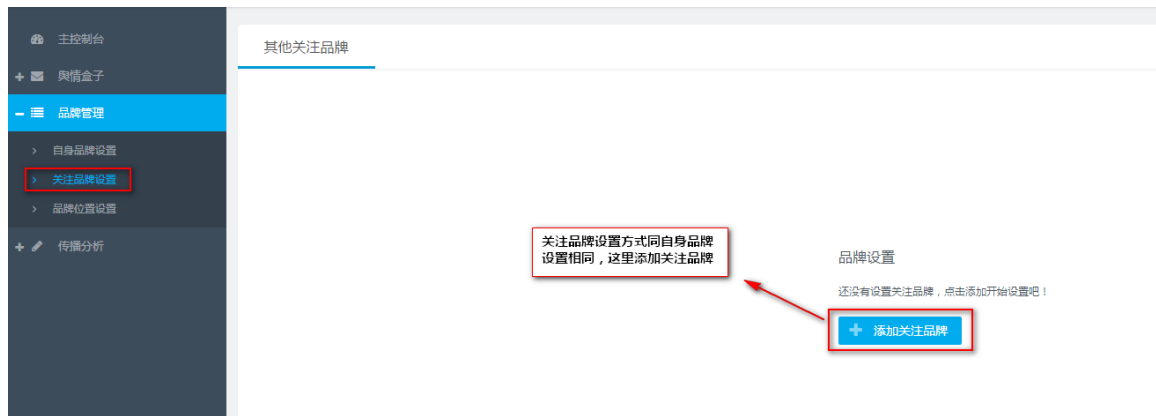 主控制台
舆情盒子
品牌管理
自身品牌设置
关注品牌设置
品牌位置设置
传播分析
其他关注品牌
关注品牌设置方式同自身品牌
设置相同，这里添加关注品牌
品牌设置
还没有设置关注品牌，点击添加开始设置吧！
添加关注品牌